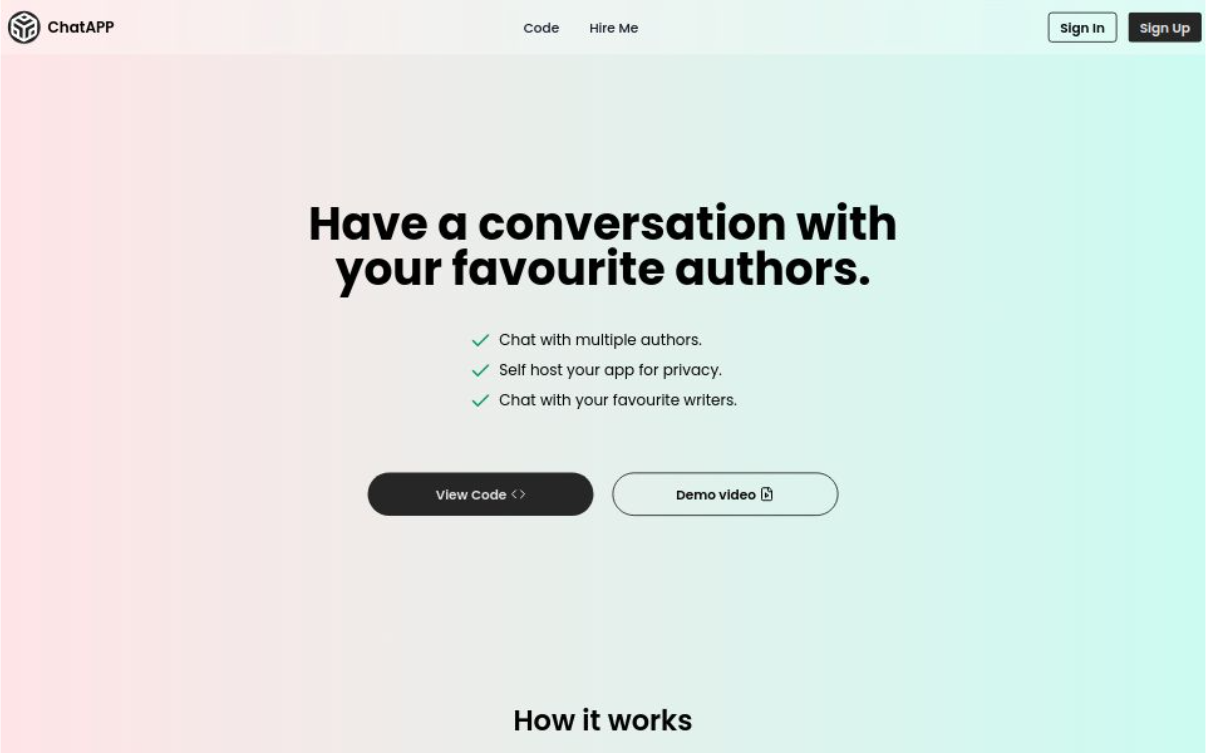 ChatAPP
Code
Hire Me
Sign In
Sign Up
Have a conversation with
your favourite authors.
Chat with multiple authors.
Self host your app for privacy.
Chat with your favourite writers.
View Code
Demo video
How it works